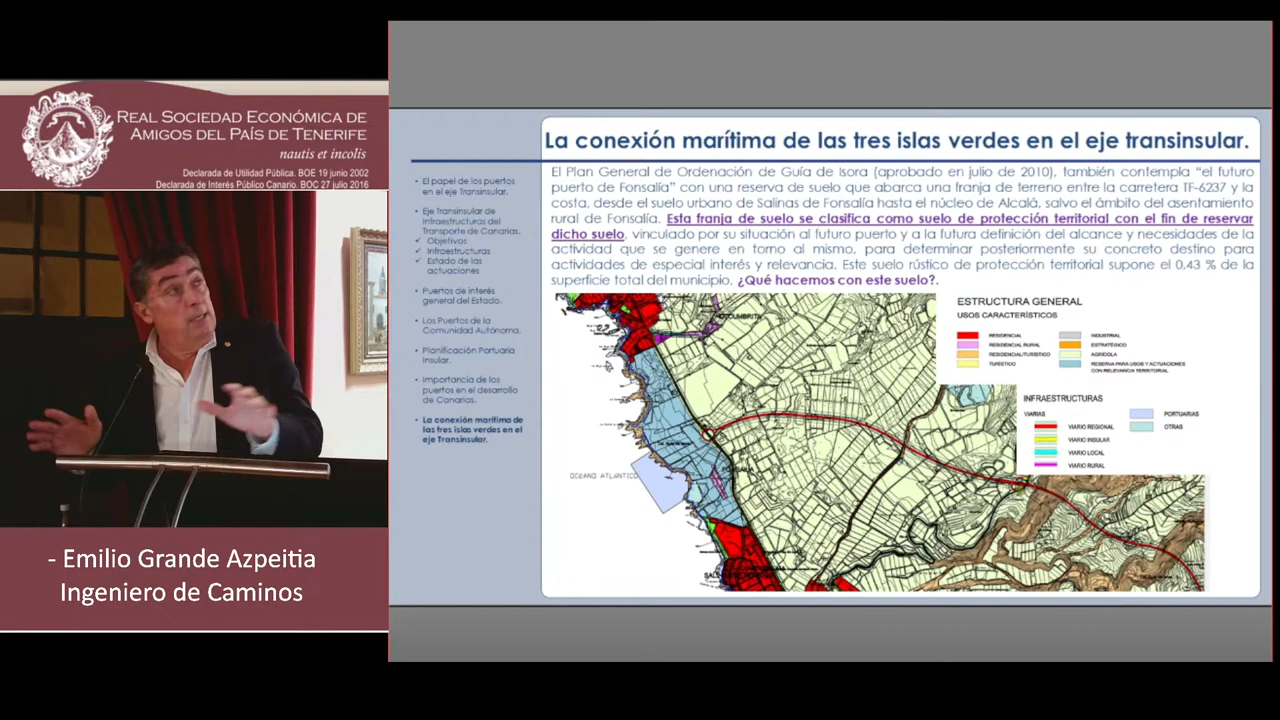 REAL SOCIEDAD ECONÓMICA DE
AMIGOS DEL PAÍS DE TENERIFE
nautis et incolis
Declarada de Utilidad Pública. BOE 19 junio 2002
Declarada de Interés Público Canario. BOC 27 julio 2016
- Emilio Grande Azpeitia
Ingeniero de Caminos
La conexión marítima de las tres islas verdes en el eje transinsular.
• El papel de los puertos
en el eje Transinsular.
• Eje Transinsular de
Infraestructuras del
Transporte de Canarias.
✓ Objetivos
✓ Infraestructuras
✓ Estado de las
actuaciones
• Puertos de interés
general del Estado.
• Los Puertos de la
Comunidad Autónoma.
• Planificación Portuaria
Insular.
• Importancia de los
puertos en el desarrollo
de Canarias.
• La conexión marítima de
las tres islas verdes en el
eje Transinsular.
El Plan General de Ordenación de Guía de Isora (aprobado en julio de 2010), también contempla “el futuro
puerto de Fonsalía” con una reserva de suelo que abarca una franja de terreno entre la carretera TF-6237 y la
costa, desde el suelo urbano de Salinas de Fonsalía hasta el núcleo de Alcalá, salvo el ámbito del asentamiento
rural de Fonsalía. Esta franja de suelo se clasifica como suelo de protección territorial con el fin de reservar
dicho suelo, vinculado por su situación al futuro puerto y a la futura definición del alcance y necesidades de la
actividad que se genere en torno al mismo, para determinar posteriormente su concreto destino para
actividades de especial interés y relevancia. Este suelo rústico de protección territorial supone el 0,43 % de la
superficie total del municipio. ¿Qué hacemos con este suelo?.
ESTRUCTURA GENERAL
USOS CARACTERÍSTICOS
RESIDENCIAL
RESIDENCIAL RURAL
RESIDENCIAL/TURÍSTICO
TURÍSTICO
INDUSTRIAL
ESTRATÉGICO
AGRÍCOLA
RESERVA PARA USOS Y ACTUACIONES
CON RELEVANCIA TERRITORIAL
INFRAESTRUCTURAS
VIARIAS
VIARIO REGIONAL
VIARIO INSULAR
VIARIO LOCAL
VIARIO RURAL
PORTUARIAS
OTRAS
OCEANO ATLANTICO